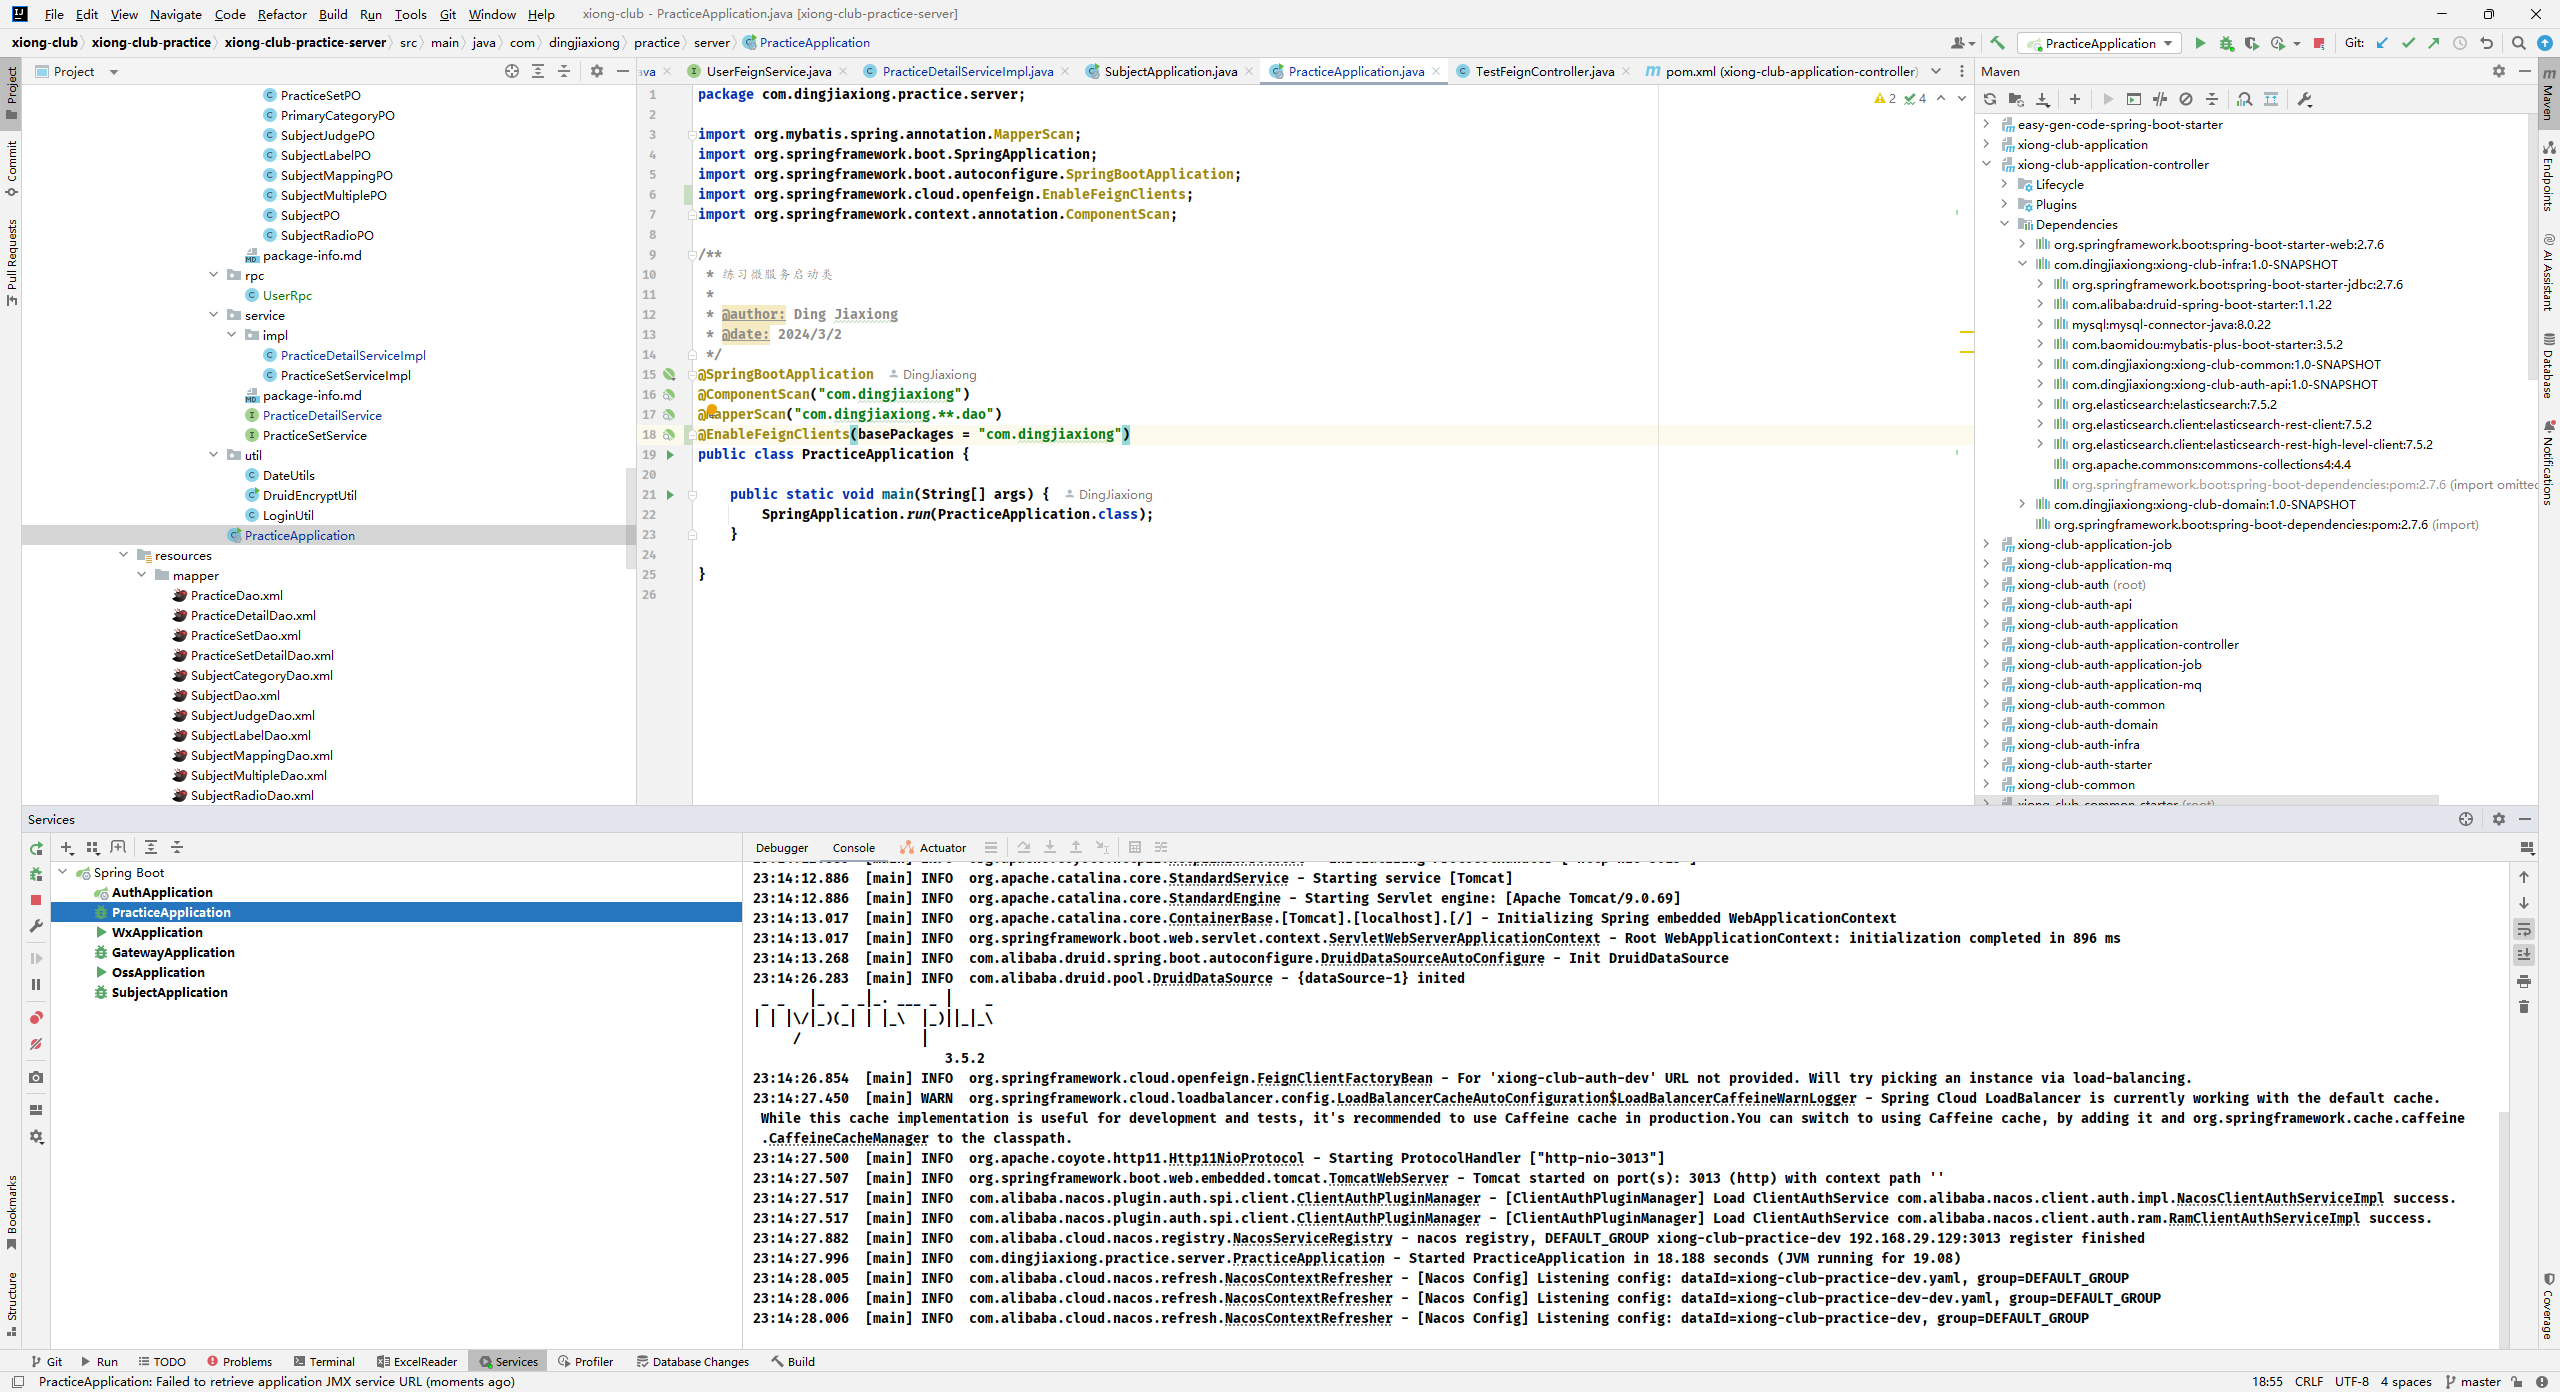 File Edit View Navigate Code Refactor Build Run Tools Git Window Help xiong-club - PracticeApplication.java [xiong-club-practice-server]
xiong-club xiong-club-practice xiong-club-practice-server src main java com dingjiaxiong practice server PracticeApplication
PracticeApplication
Git:
Project
ava UserFeignService.java PracticeDetailServiceImpl.java SubjectApplication.java PracticeApplication.java TestFeignController.java pom.xml (xiong-club-application-controller)
Maven
Project
Commit
Pull Requests
Bookmarks
Structure
PracticeSetPO
PrimaryCategoryPO
SubjectJudgePO
SubjectLabelPO
SubjectMappingPO
SubjectMultiplePO
SubjectPO
SubjectRadioPO
package-info.md
rpc
UserRpc
service
impl
PracticeDetailServiceImpl
PracticeSetServiceImpl
package-info.md
PracticeDetailService
PracticeSetService
util
DateUtils
DruidEncryptUtil
LoginUtil
PracticeApplication
resources
mapper
PracticeDao.xml
PracticeDetailDao.xml
PracticeSetDao.xml
PracticeSetDetailDao.xml
SubjectCategoryDao.xml
SubjectDao.xml
SubjectJudgeDao.xml
SubjectLabelDao.xml
SubjectMappingDao.xml
SubjectMultipleDao.xml
SubjectRadioDao.xml
2 4
1 package com.dingjiaxiong.practice.server;
2
3 import org.mybatis.spring.annotation.MapperScan;
4 import org.springframework.boot.SpringApplication;
5 import org.springframework.boot.autoconfigure.SpringBootApplication;
6 import org.springframework.cloud.openfeign.EnableFeignClients;
7 import org.springframework.context.annotation.ComponentScan;
8
9 /**
10 * 练习微服务启动类
11 *
12 * @author: Ding Jiaxiong
13 * @date: 2024/3/2
14 */
15 @SpringBootApplication DingJiaxiong
16 @ComponentScan("com.dingjiaxiong")
17 @MapperScan("com.dingjiaxiong.**.dao")
18 @EnableFeignClients(basePackages = "com.dingjiaxiong")
19 public class PracticeApplication {
20
21 public static void main(String[] args) { DingJiaxiong
22 SpringApplication.run(PracticeApplication.class);
23 }
24
25 }
26
easy-gen-code-spring-boot-starter
xiong-club-application
xiong-club-application-controller
Lifecycle
Plugins
Dependencies
org.springframework.boot:spring-boot-starter-web:2.7.6
com.dingjiaxiong:xiong-club-infra:1.0-SNAPSHOT
org.springframework.boot:spring-boot-starter-jdbc:2.7.6
com.alibaba:druid-spring-boot-starter:1.1.22
mysql:mysql-connector-java:8.0.22
com.baomidou:mybatis-plus-boot-starter:3.5.2
com.dingjiaxiong:xiong-club-common:1.0-SNAPSHOT
com.dingjiaxiong:xiong-club-auth-api:1.0-SNAPSHOT
org.elasticsearch:elasticsearch:7.5.2
org.elasticsearch.client:elasticsearch-rest-client:7.5.2
org.elasticsearch.client:elasticsearch-rest-high-level-client:7.5.2
org.apache.commons:commons-collections4:4.4
org.springframework.boot:spring-boot-dependencies:pom:2.7.6 (import omitted
com.dingjiaxiong:xiong-club-domain:1.0-SNAPSHOT
org.springframework.boot:spring-boot-dependencies:pom:2.7.6 (import)
xiong-club-application-job
xiong-club-application-mq
xiong-club-auth (root)
xiong-club-auth-api
xiong-club-auth-application
xiong-club-auth-application-controller
xiong-club-auth-application-job
xiong-club-auth-application-mq
xiong-club-auth-common
xiong-club-auth-domain
xiong-club-auth-infra
xiong-club-auth-starter
xiong-club-common
xiong-club-common-starter (root)
Maven
Endpoints
AI Assistant
Database
Notifications
Coverage
Services
Spring Boot
AuthApplication
PracticeApplication
WxApplication
GatewayApplication
OssApplication
SubjectApplication
Debugger Console Actuator
23:14:12.886 [main] INFO org.apache.catalina.core.StandardService - Starting service [Tomcat]
23:14:12.886 [main] INFO org.apache.catalina.core.StandardEngine - Starting Servlet engine: [Apache Tomcat/9.0.69]
23:14:13.017 [main] INFO org.apache.catalina.core.ContainerBase.[Tomcat].[localhost].[/] - Initializing Spring embedded WebApplicationContext
23:14:13.017 [main] INFO org.springframework.boot.web.servlet.context.ServletWebServerApplicationContext - Root WebApplicationContext: initialization completed in 896 ms
23:14:13.268 [main] INFO com.alibaba.druid.spring.boot.autoconfigure.DruidDataSourceAutoConfigure - Init DruidDataSource
23:14:26.283 [main] INFO com.alibaba.druid.pool.DruidDataSource - {dataSource-1} inited
3.5.2
23:14:26.854 [main] INFO org.springframework.cloud.openfeign.FeignClientFactoryBean - For 'xiong-club-auth-dev' URL not provided. Will try picking an instance via load-balancing.
23:14:27.450 [main] WARN org.springframework.cloud.loadbalancer.config.LoadBalancerCacheAutoConfiguration$LoadBalancerCaffeineWarnLogger - Spring Cloud LoadBalancer is currently working with the default cache.
While this cache implementation is useful for development and tests, it's recommended to use Caffeine cache in production.You can switch to using Caffeine cache, by adding it and org.springframework.cache.caffeine
.CaffeineCacheManager to the classpath.
23:14:27.500 [main] INFO org.apache.coyote.http11.Http11NioProtocol - Starting ProtocolHandler ["http-nio-3013"]
23:14:27.507 [main] INFO org.springframework.boot.web.embedded.tomcat.TomcatWebServer - Tomcat started on port(s): 3013 (http) with context path ''
23:14:27.517 [main] INFO com.alibaba.nacos.plugin.auth.spi.client.ClientAuthPluginManager - [ClientAuthPluginManager] Load ClientAuthService com.alibaba.nacos.client.auth.impl.NacosClientAuthServiceImpl success.
23:14:27.517 [main] INFO com.alibaba.nacos.plugin.auth.spi.client.ClientAuthPluginManager - [ClientAuthPluginManager] Load ClientAuthService com.alibaba.nacos.client.auth.ram.RamClientAuthServiceImpl success.
23:14:27.882 [main] INFO com.alibaba.cloud.nacos.registry.NacosServiceRegistry - nacos registry, DEFAULT_GROUP xiong-club-practice-dev 192.168.29.129:3013 register finished
23:14:27.996 [main] INFO com.dingjiaxiong.practice.server.PracticeApplication - Started PracticeApplication in 18.188 seconds (JVM running for 19.08)
23:14:28.005 [main] INFO com.alibaba.cloud.nacos.refresh.NacosContextRefresher - [Nacos Config] Listening config: dataId=xiong-club-practice-dev.yaml, group=DEFAULT_GROUP
23:14:28.006 [main] INFO com.alibaba.cloud.nacos.refresh.NacosContextRefresher - [Nacos Config] Listening config: dataId=xiong-club-practice-dev-dev.yaml, group=DEFAULT_GROUP
23:14:28.006 [main] INFO com.alibaba.cloud.nacos.refresh.NacosContextRefresher - [Nacos Config] Listening config: dataId=xiong-club-practice-dev, group=DEFAULT_GROUP
Git Run TODO Problems Terminal ExcelReader Services Profiler Database Changes Build
PracticeApplication: Failed to retrieve application JMX service URL (moments ago)
18:55 CRLF UTF-8 4 spaces master